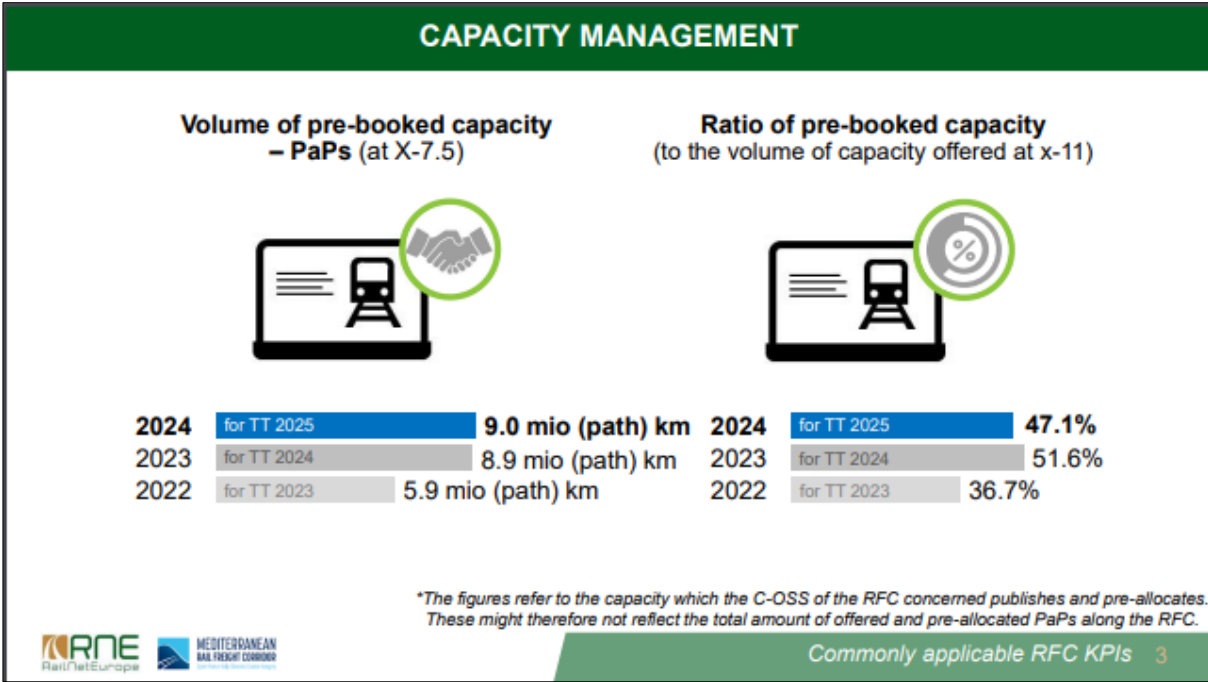 CAPACITY MANAGEMENT
Volume of pre-booked capacity
– PaPs (at X-7.5)
Ratio of pre-booked capacity
(to the volume of capacity offered at x-11)
%
2024 for TT 2025 9.0 mio (path) km
2023 for TT 2024 8.9 mio (path) km
2022 for TT 2023 5.9 mio (path) km
2024 for TT 2025 47.1%
2023 for TT 2024 51.6%
2022 for TT 2023 36.7%
*The figures refer to the capacity which the C-OSS of the RFC concerned publishes and pre-allocates.
These might therefore not reflect the total amount of offered and pre-allocated PaPs along the RFC.
RNE
RailNetEurope
MEDITERRANEAN
RAIL FREIGHT CORRIDOR
Commonly applicable RFC KPIs 3